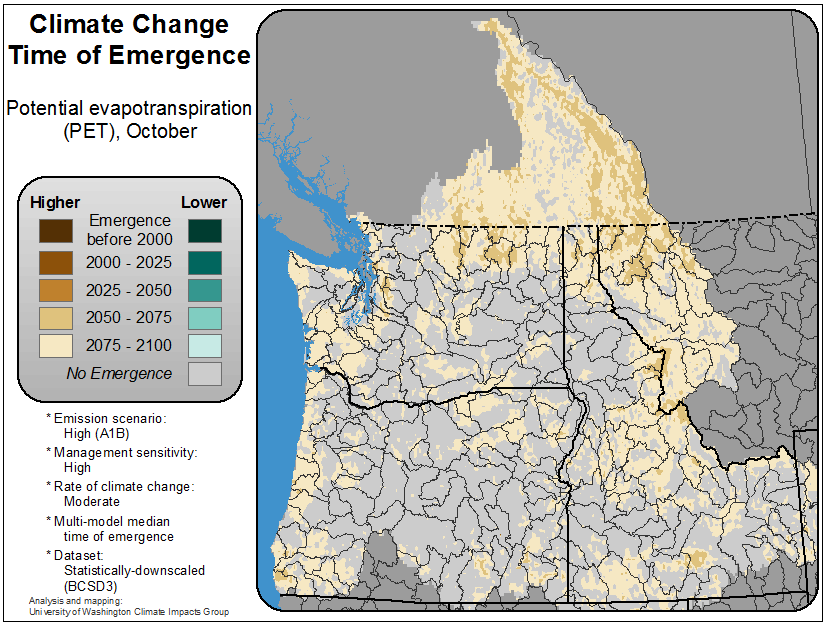 Climate Change
Time of Emergence
Potential evapotranspiration
(PET), October
Higher
Lower
Emergence
before 2000
2000 - 2025
2025 - 2050
2050 - 2075
2075 - 2100
No Emergence
* Emission scenario:
High (A1B)
* Management sensitivity:
High
* Rate of climate change:
Moderate
* Multi-model median
time of emergence
* Dataset:
Statistically-downscaled
(BCSD3)
Analysis and mapping:
University of Washington Climate Impacts Group